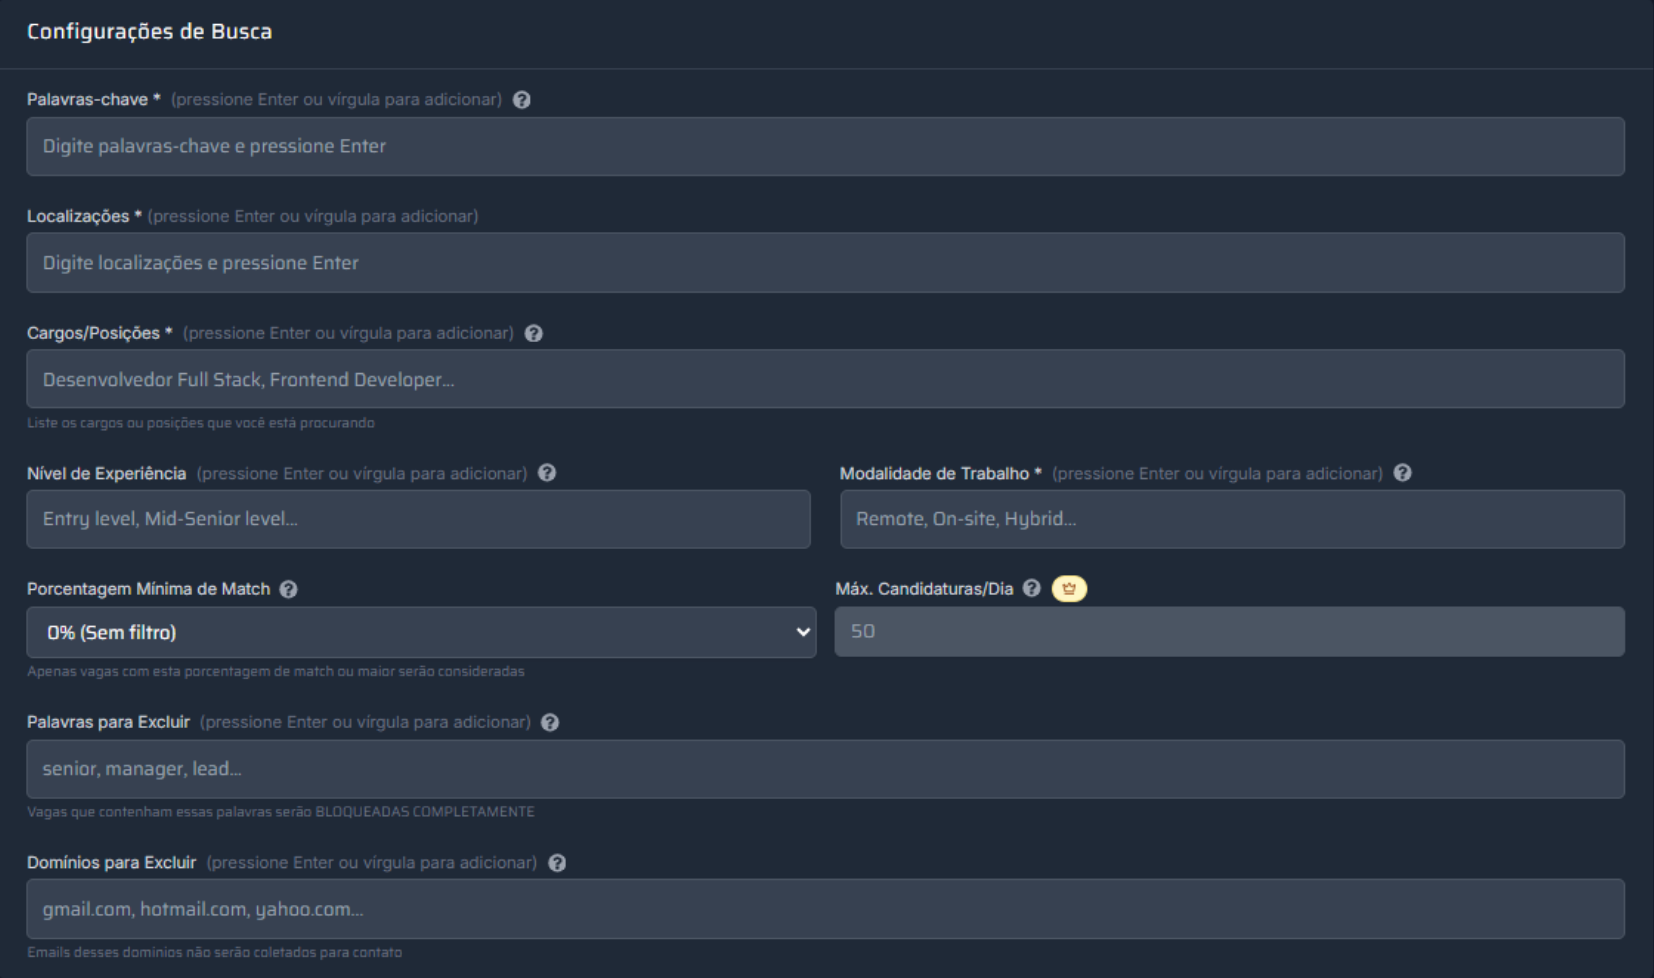 Configurações de Busca
Palavras-chave * (pressione Enter ou vírgula para adicionar)
Digite palavras-chave e pressione Enter
Localizações * (pressione Enter ou vírgula para adicionar)
Digite localizações e pressione Enter
Cargos/Posições * (pressione Enter ou vírgula para adicionar)
Desenvolvedor Full Stack, Frontend Developer...
Liste os cargos ou posições que você está procurando
Nível de Experiência (pressione Enter ou vírgula para adicionar)
Entry level, Mid-Senior level...
Modalidade de Trabalho * (pressione Enter ou vírgula para adicionar)
Remote, On-site, Hybrid...
Porcentagem Mínima de Match
0% (Sem filtro)
Apenas vagas com esta porcentagem de match ou maior serão consideradas
Máx. Candidaturas/Dia
50
Palavras para Excluir (pressione Enter ou vírgula para adicionar)
senior, manager, lead...
Vagas que contenham essas palavras serão BLOQUEADAS COMPLETAMENTE
Domínios para Excluir (pressione Enter ou vírgula para adicionar)
gmail.com, hotmail.com, yahoo.com...
Emails desses domínios não serão coletados para contato